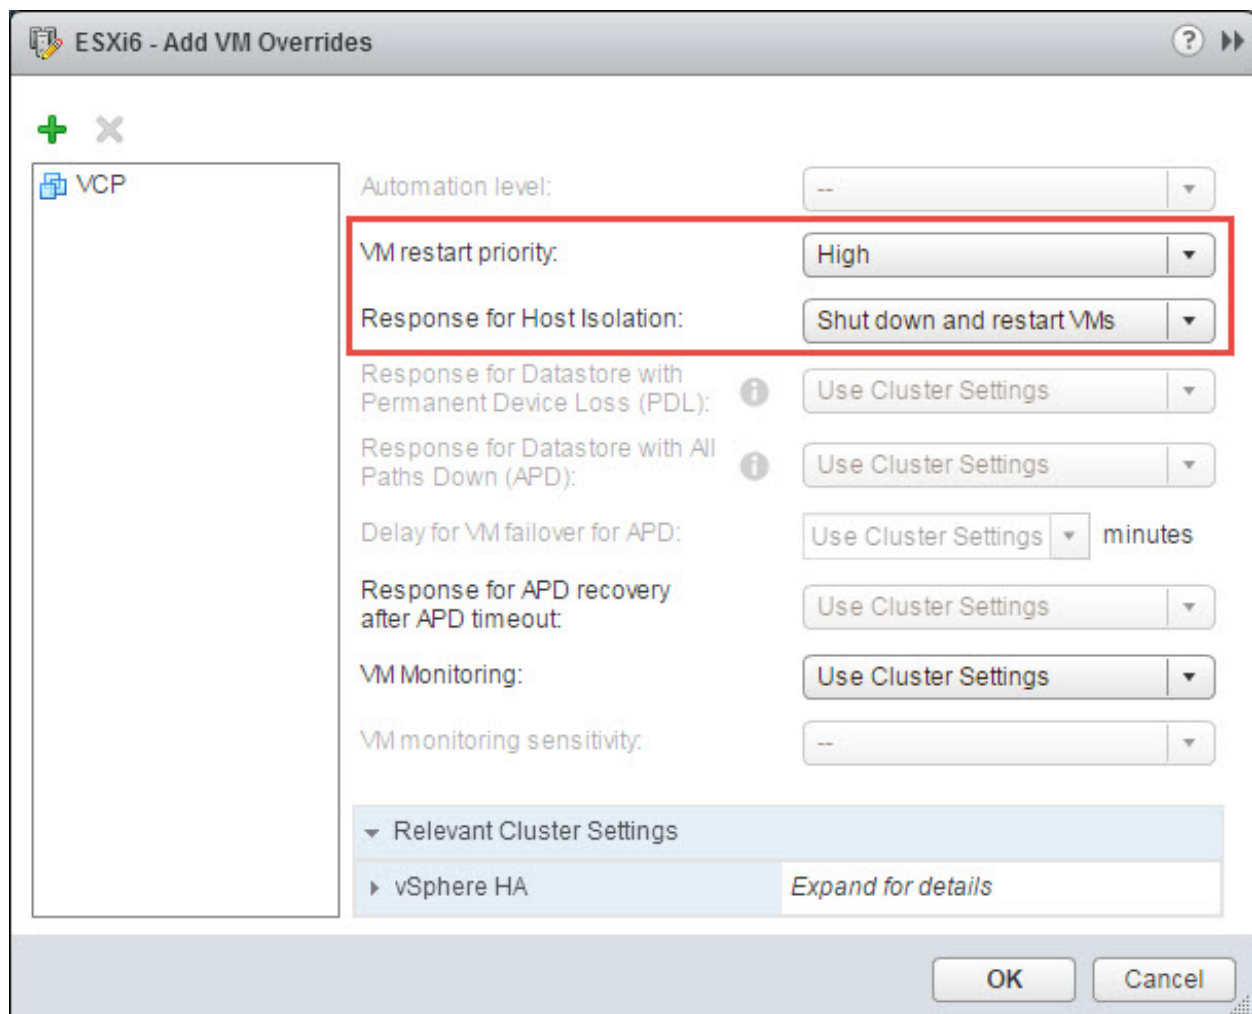 ESXi6 - Add VM Overrides
?
VCP
Automation level:
--
VM restart priority:
High
Response for Host Isolation:
Shut down and restart VMs
Response for Datastore with
Permanent Device Loss (PDL):
Use Cluster Settings
Response for Datastore with All
Paths Down (APD):
Use Cluster Settings
Delay for VM failover for APD:
Use Cluster Settings
minutes
Response for APD recovery
after APD timeout:
Use Cluster Settings
VM Monitoring:
Use Cluster Settings
VM monitoring sensitivity:
--
Relevant Cluster Settings
vSphere HA
Expand for details
OK
Cancel